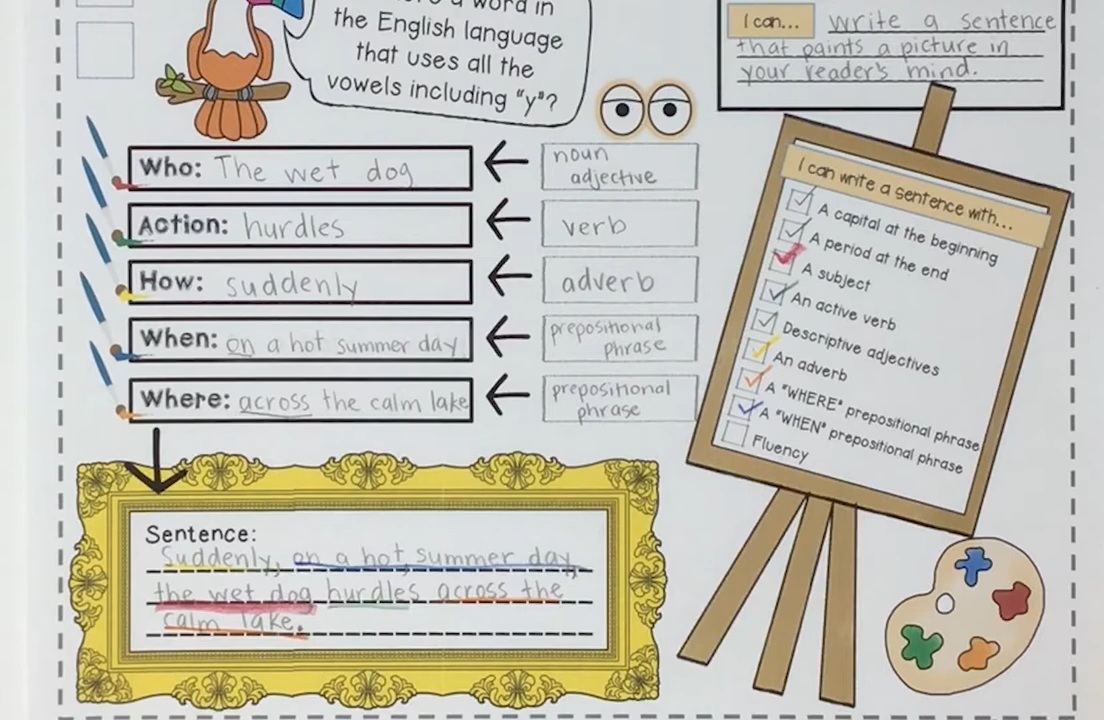 a word in
the English language
that uses all the
vowels including "y"?
I can... write a sentence
that paints a picture in
your reader's mind.
Who: The wet dog
noun
adjective
Action: hurdles
verb
How: suddenly
adverb
When: on a hot summer day
prepositional
phrase
Where: across the calm lake
prepositional
phrase
I can write a sentence with...
A capital at the beginning
A period at the end
A subject
An active verb
Descriptive adjectives
An adverb
A "WHERE" prepositional phrase
A "WHEN" prepositional phrase
Fluency
Sentence:
Suddenly, on a hot, summer day,
the wet dog hurdles across the
calm lake.